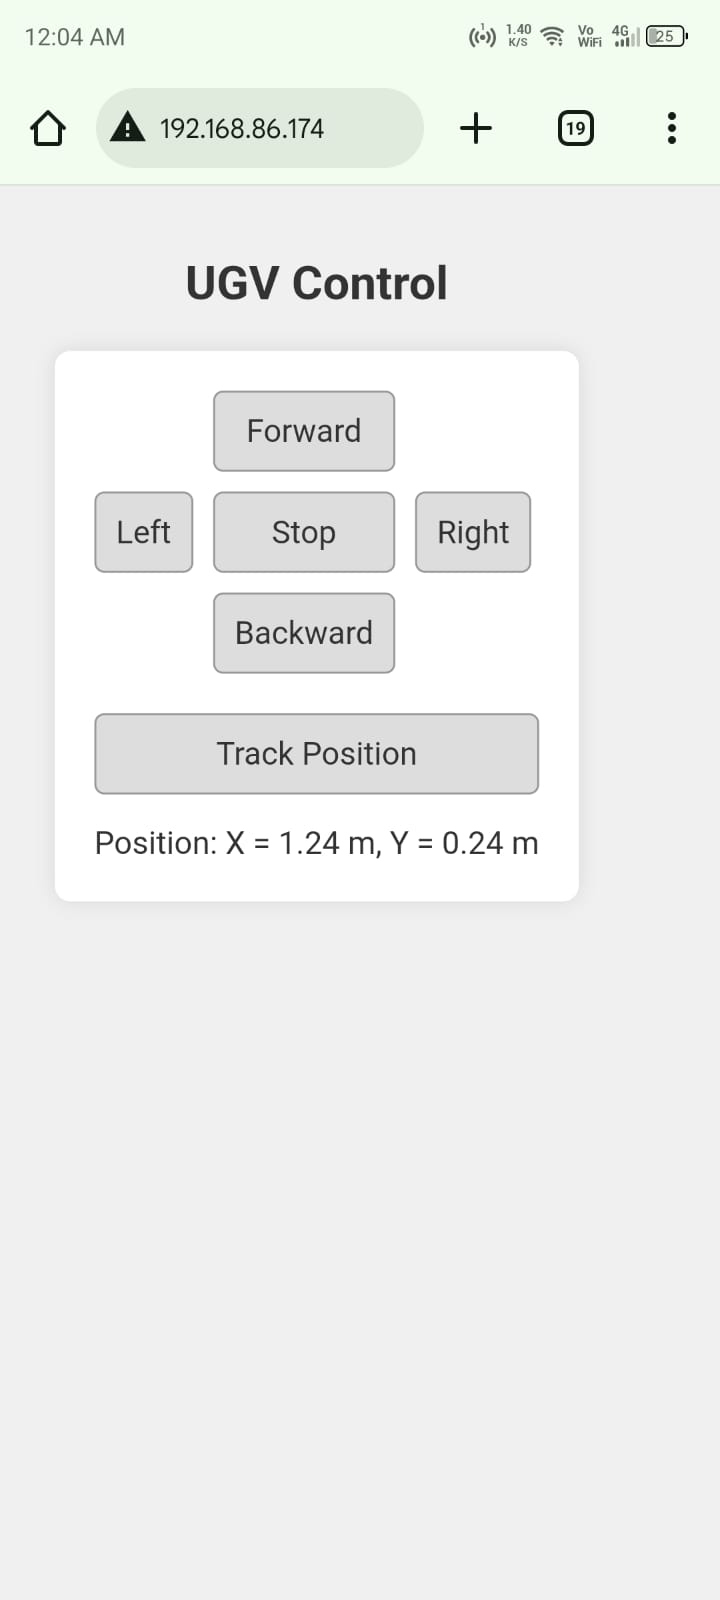 12:04 AM 1 1.40 K/S Vo WiFi 4G 25
192.168.86.174 19
UGV Control
Forward
Left Stop Right
Backward
Track Position
Position: X = 1.24 m, Y = 0.24 m